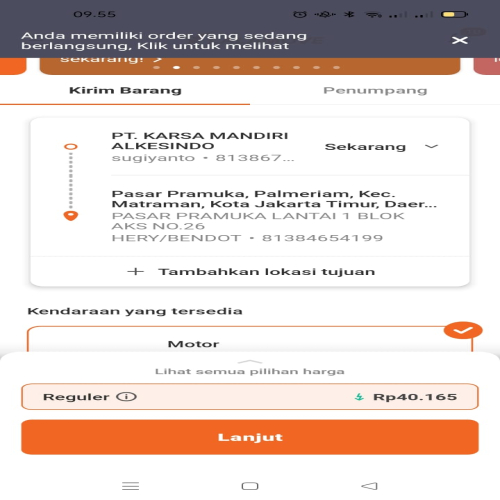 09.55
Anda memiliki order yang sedang
berlangsung, Klik untuk melihat
sekarang!
Kirim Barang
Penumpang
PT. KARSA MANDIRI
ALKESINDO
Sekarang
sugiyanto • 813867...
Pasar Pramuka, Palmeriam, Kec.
Matraman, Kota Jakarta Timur, Daer...
PASAR PRAMUKA LANTAI 1 BLOK
AKS NO.26
HERY/BENDOT • 81384654199
+ Tambahkan lokasi tujuan
Kendaraan yang tersedia
Motor
Lihat semua pilihan harga
Reguler
Rp40.165
Lanjut